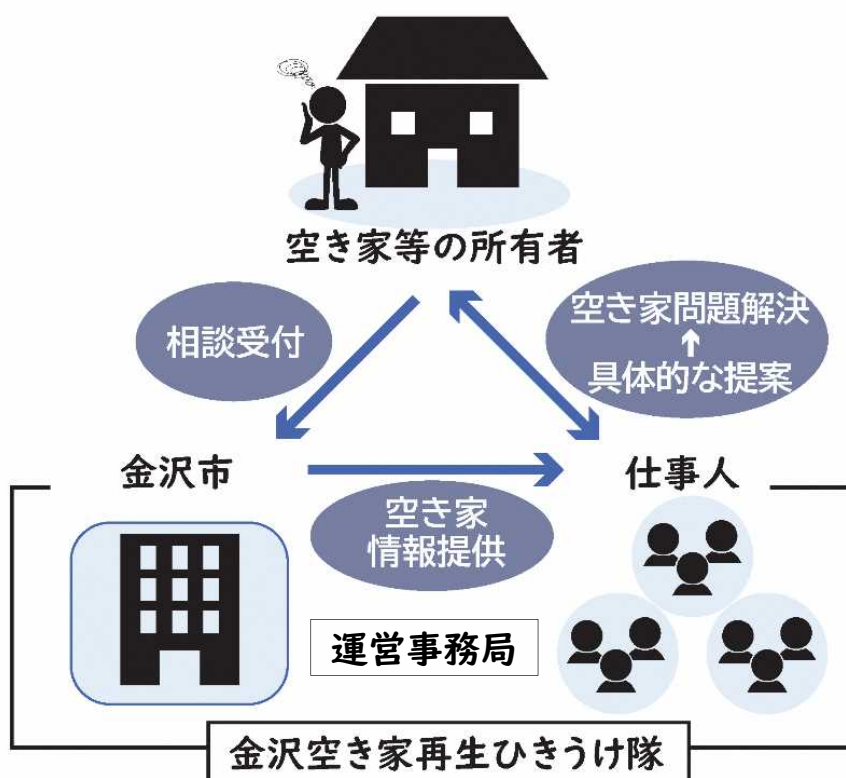 空き家等の所有者
相談受付
空き家問題解決
↑
具体的な提案
金沢市
仕事人
空き家
情報提供
運営事務局
金沢空き家再生ひきうけ隊